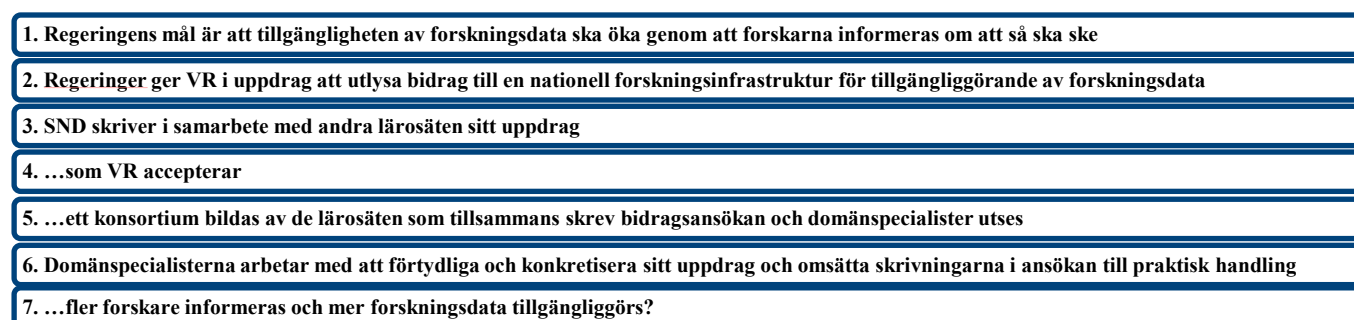 1. Regeringens mål är att tillgängligheten av forskningsdata ska öka genom att forskarna informeras om att så ska ske
2. Regeringer ger VR i uppdrag att utlysa bidrag till en nationell forskningsinfrastruktur för tillgängliggörande av forskningsdata
3. SND skriver i samarbete med andra lärosäten sitt uppdrag
4. …som VR accepterar
5. …ett konsortium bildas av de lärosäten som tillsammans skrev bidragsansökan och domänspecialister utses
6. Domänspecialisterna arbetar med att förtydliga och konkretisera sitt uppdrag och omsätta skrivningarna i ansökan till praktisk handling
7. …fler forskare informeras och mer forskningsdata tillgängliggörs?